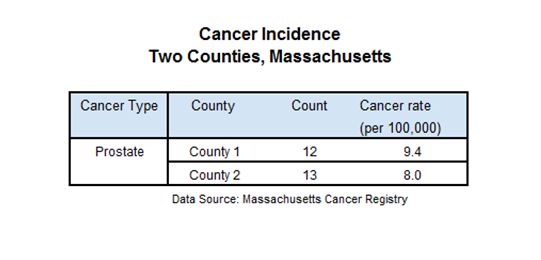 Cancer Incidence
Two Counties, Massachusetts
Cancer Type County Count Cancer rate
(per 100,000)
Prostate County 1 12 9.4
County 2 13 8.0
Data Source: Massachusetts Cancer Registry